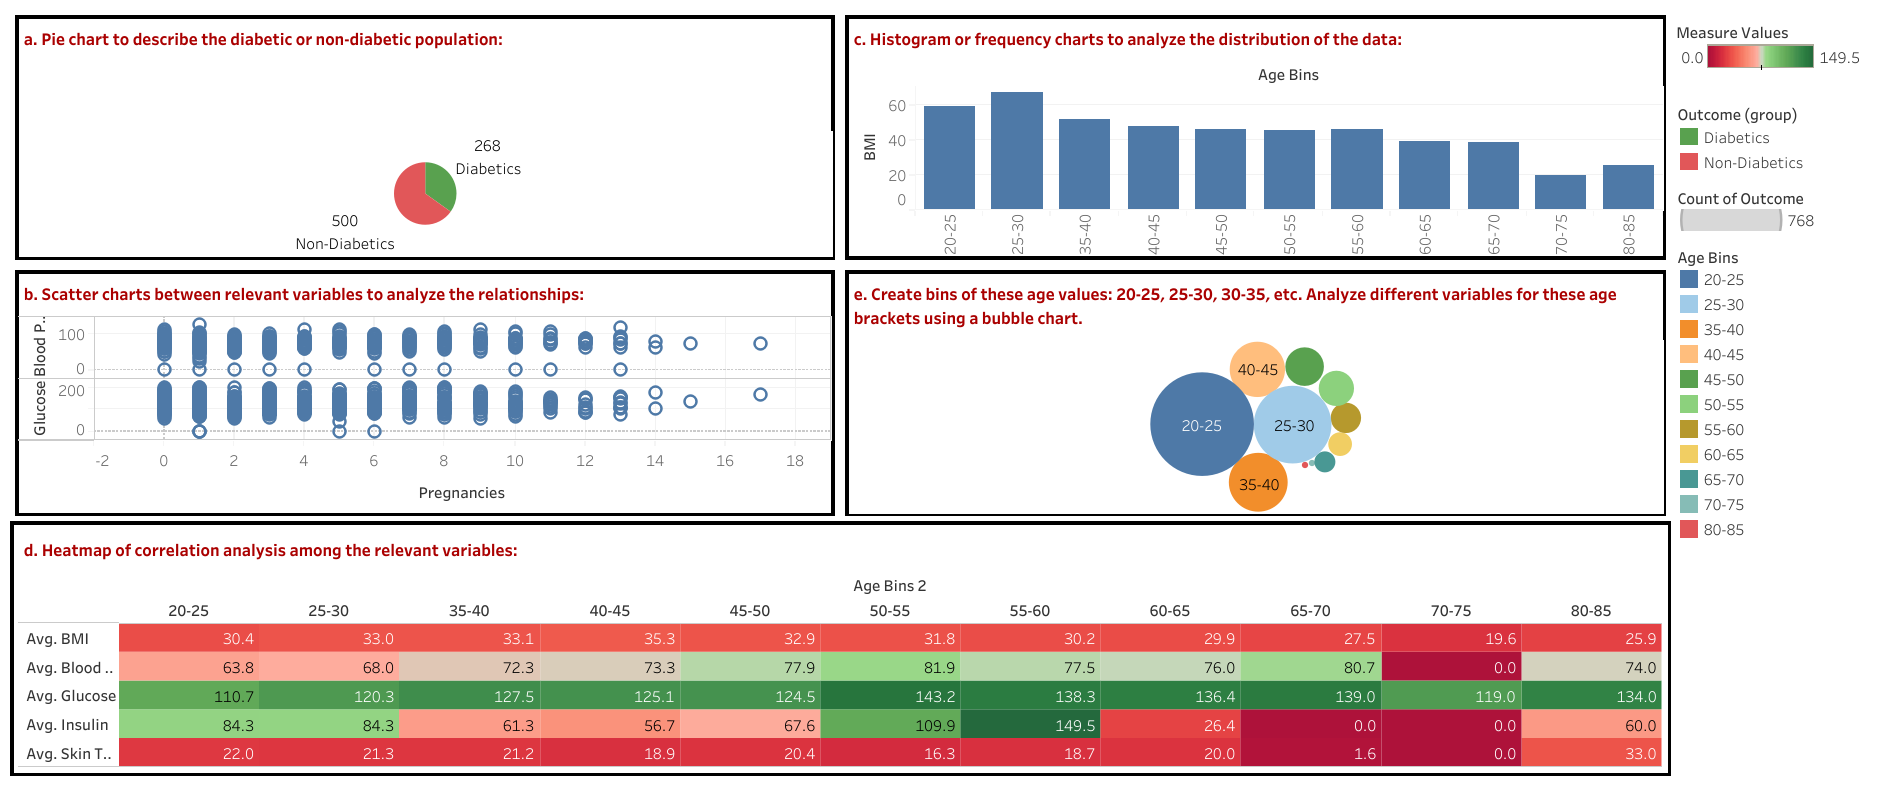 a. Pie chart to describe the diabetic or non-diabetic population:
268
Diabetics
500
Non-Diabetics
c. Histogram or frequency charts to analyze the distribution of the data:
Age Bins
BMI
60
40
20
0
20-25
25-30
35-40
40-45
45-50
50-55
55-60
60-65
65-70
70-75
80-85
b. Scatter charts between relevant variables to analyze the relationships:
Blood P..
100
0
Glucose
200
0
-2 0 2 4 6 8 10 12 14 16 18
Pregnancies
e. Create bins of these age values: 20-25, 25-30, 30-35, etc. Analyze different variables for these age
brackets using a bubble chart.
40-45
20-25
25-30
35-40
d. Heatmap of correlation analysis among the relevant variables:
Age Bins 2
20-25 25-30 35-40 40-45 45-50 50-55 55-60 60-65 65-70 70-75 80-85
Avg. BMI 30.4 33.0 33.1 35.3 32.9 31.8 30.2 29.9 27.5 19.6 25.9
Avg. Blood .. 63.8 68.0 72.3 73.3 77.9 81.9 77.5 76.0 80.7 0.0 74.0
Avg. Glucose 110.7 120.3 127.5 125.1 124.5 143.2 138.3 136.4 139.0 119.0 134.0
Avg. Insulin 84.3 84.3 61.3 56.7 67.6 109.9 149.5 26.4 0.0 0.0 60.0
Avg. Skin T.. 22.0 21.3 21.2 18.9 20.4 16.3 18.7 20.0 1.6 0.0 33.0
Measure Values
0.0 149.5
Outcome (group)
Diabetics
Non-Diabetics
Count of Outcome
768
Age Bins
20-25
25-30
35-40
40-45
45-50
50-55
55-60
60-65
65-70
70-75
80-85